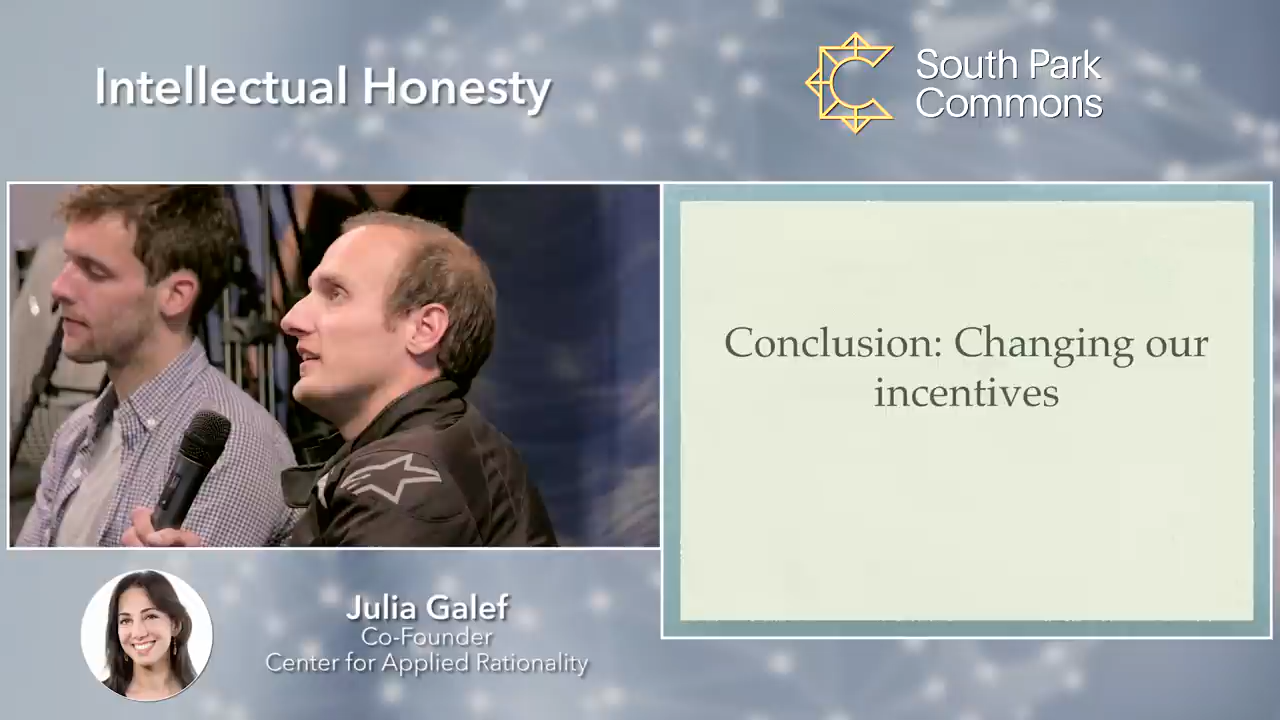 Intellectual Honesty
South Park
Commons
Conclusion: Changing our
incentives
Julia Galef
Co-Founder
Center for Applied Rationality